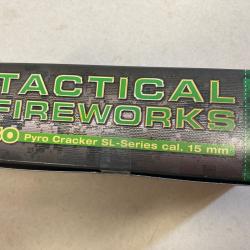 TACTICAL
FIREWORKS
Pyro Cracker SL-Series cal. 15 mm